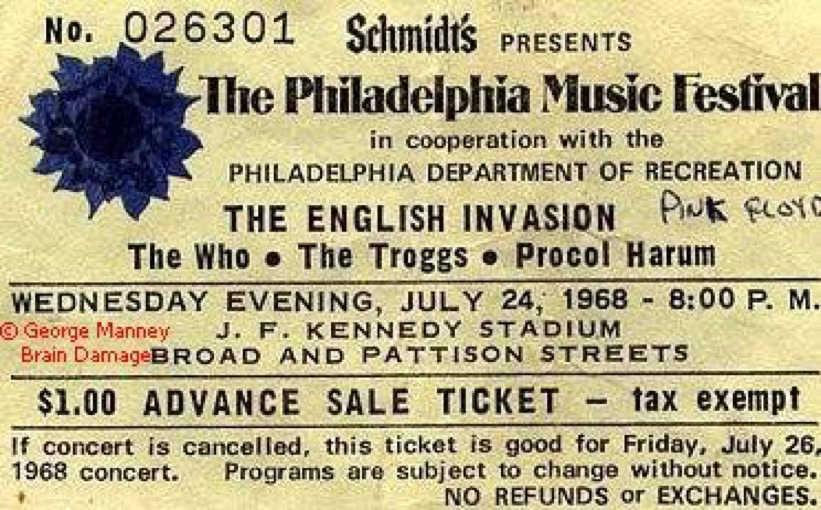 No. 026301 Schmidt's PRESENTS
The Philadelphia Music Festival
in cooperation with the
PHILADELPHIA DEPARTMENT OF RECREATION
THE ENGLISH INVASION PINK FLOYD
The Who • The Troggs • Procol Harum
WEDNESDAY EVENING, JULY 24, 1968 - 8:00 P. M.
© George Manney J. F. KENNEDY STADIUM
Brain Damage BROAD AND PATTISON STREETS
$1.00 ADVANCE SALE TICKET — tax exempt
If concert is cancelled, this ticket is good for Friday, July 26,
1968 concert. Programs are subject to change without notice.
NO REFUNDS or EXCHANGES.